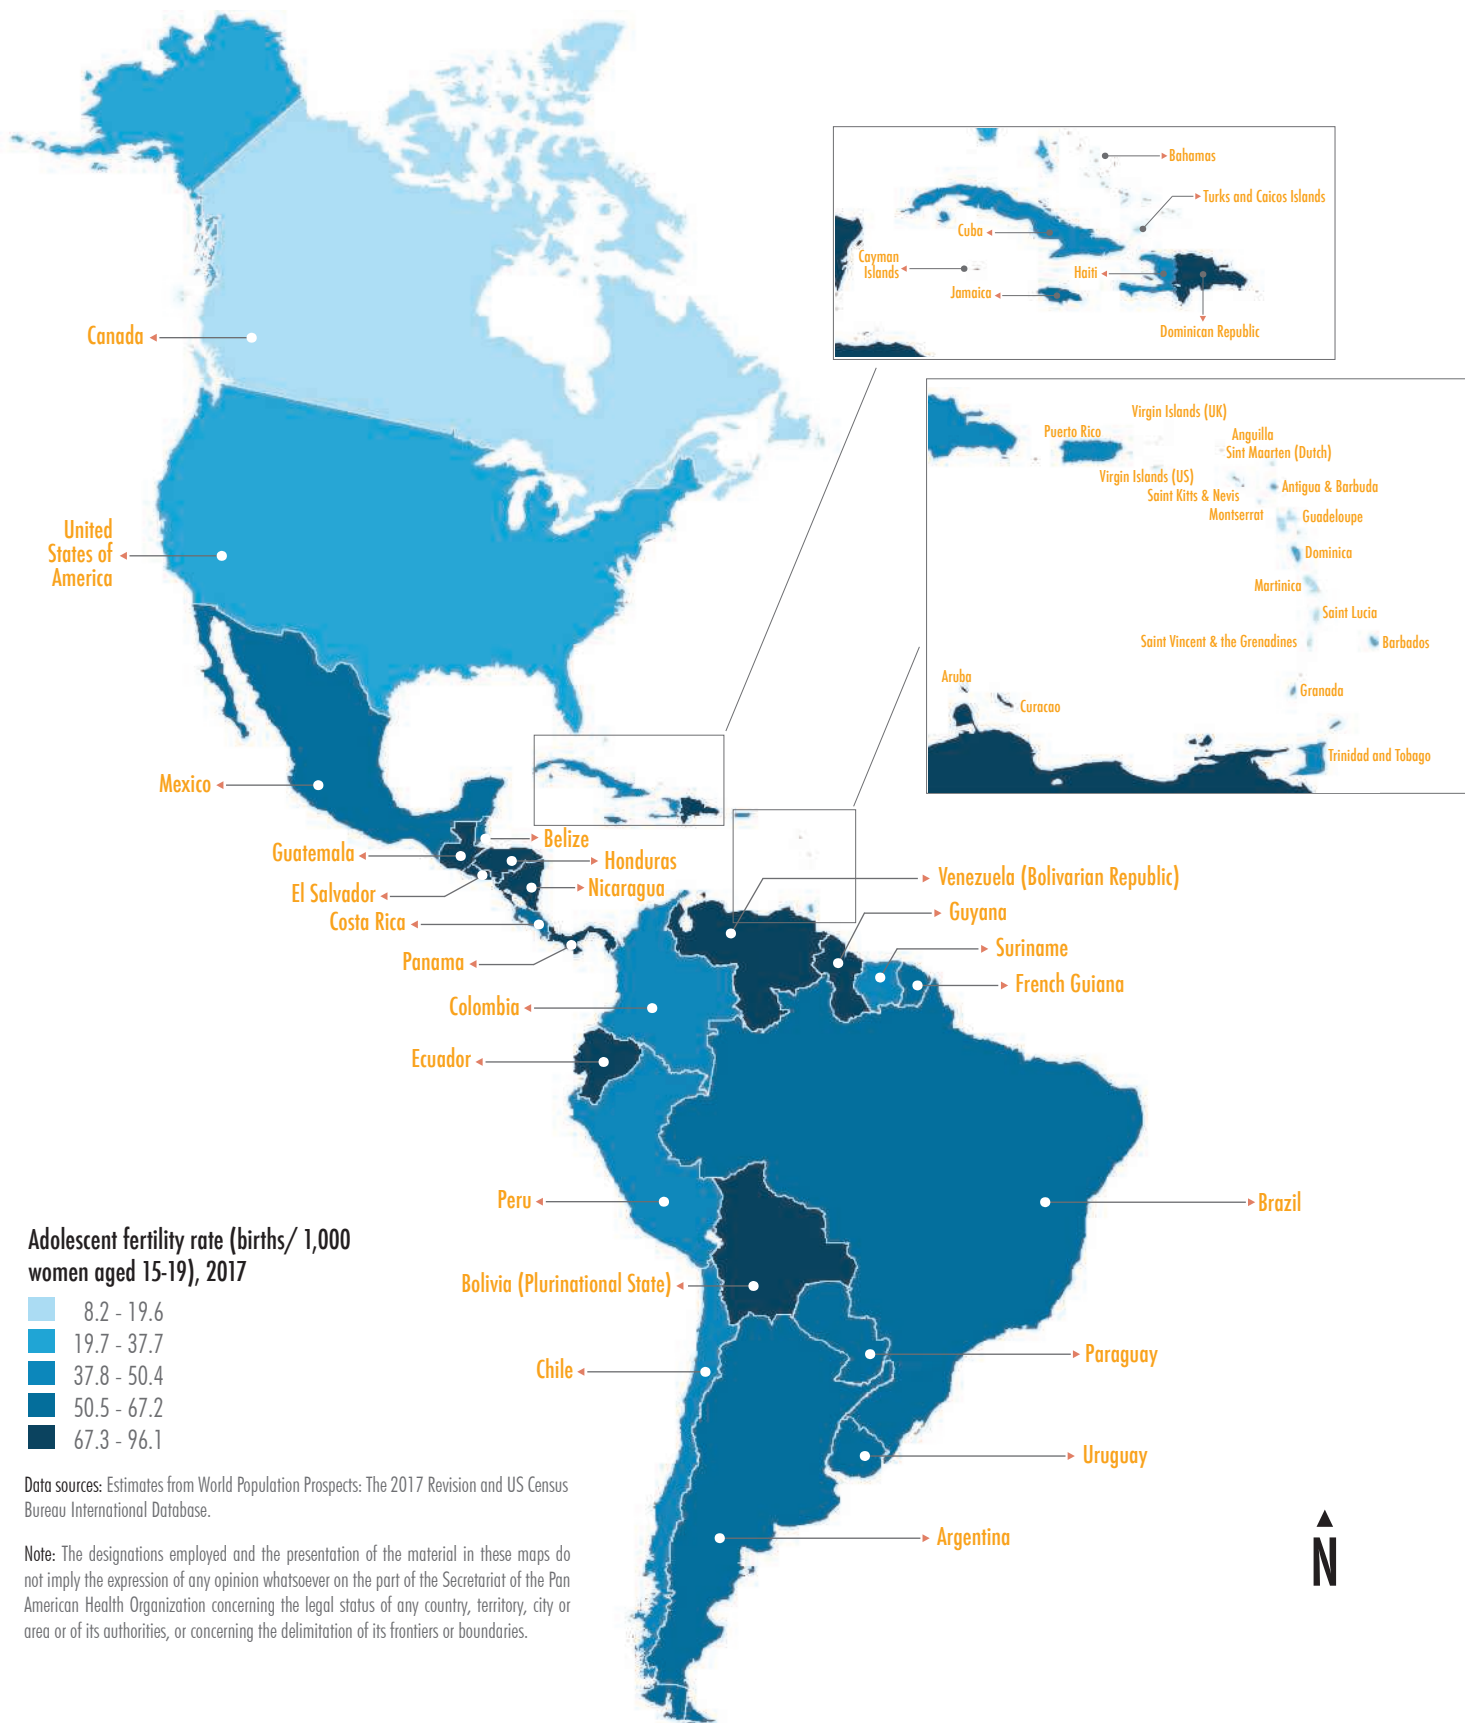 Bahamas
Turks and Caicos Islands
Cuba
Cayman
Islands
Haiti
Jamaica
Dominican Republic
Canada
Virgin Islands (UK)
Puerto Rico
Anguilla
Sint Maarten (Dutch)
Virgin Islands (US)
Saint Kitts & Nevis
Antigua & Barbuda
Montserrat
Guadeloupe
Dominica
Martinica
Saint Lucia
Saint Vincent & the Grenadines
Barbados
Aruba
Granada
Curacao
Trinidad and Tobago
United
States of
America
Mexico
Belize
Guatemala
Honduras
El Salvador
Nicaragua
Costa Rica
Panama
Venezuela (Bolivarian Republic)
Guyana
Suriname
French Guiana
Colombia
Ecuador
Peru
Brazil
Bolivia (Plurinational State)
Chile
Paraguay
Uruguay
Argentina
Adolescent fertility rate (births/ 1,000
women aged 15-19), 2017
8.2 - 19.6
19.7 - 37.7
37.8 - 50.4
50.5 - 67.2
67.3 - 96.1
Data sources: Estimates from World Population Prospects: The 2017 Revision and US Census
Bureau International Database.
Note: The designations employed and the presentation of the material in these maps do
not imply the expression of any opinion whatsoever on the part of the Secretariat of the Pan
American Health Organization concerning the legal status of any country, territory, city or
area or of its authorities, or concerning the delimitation of its frontiers or boundaries.
N